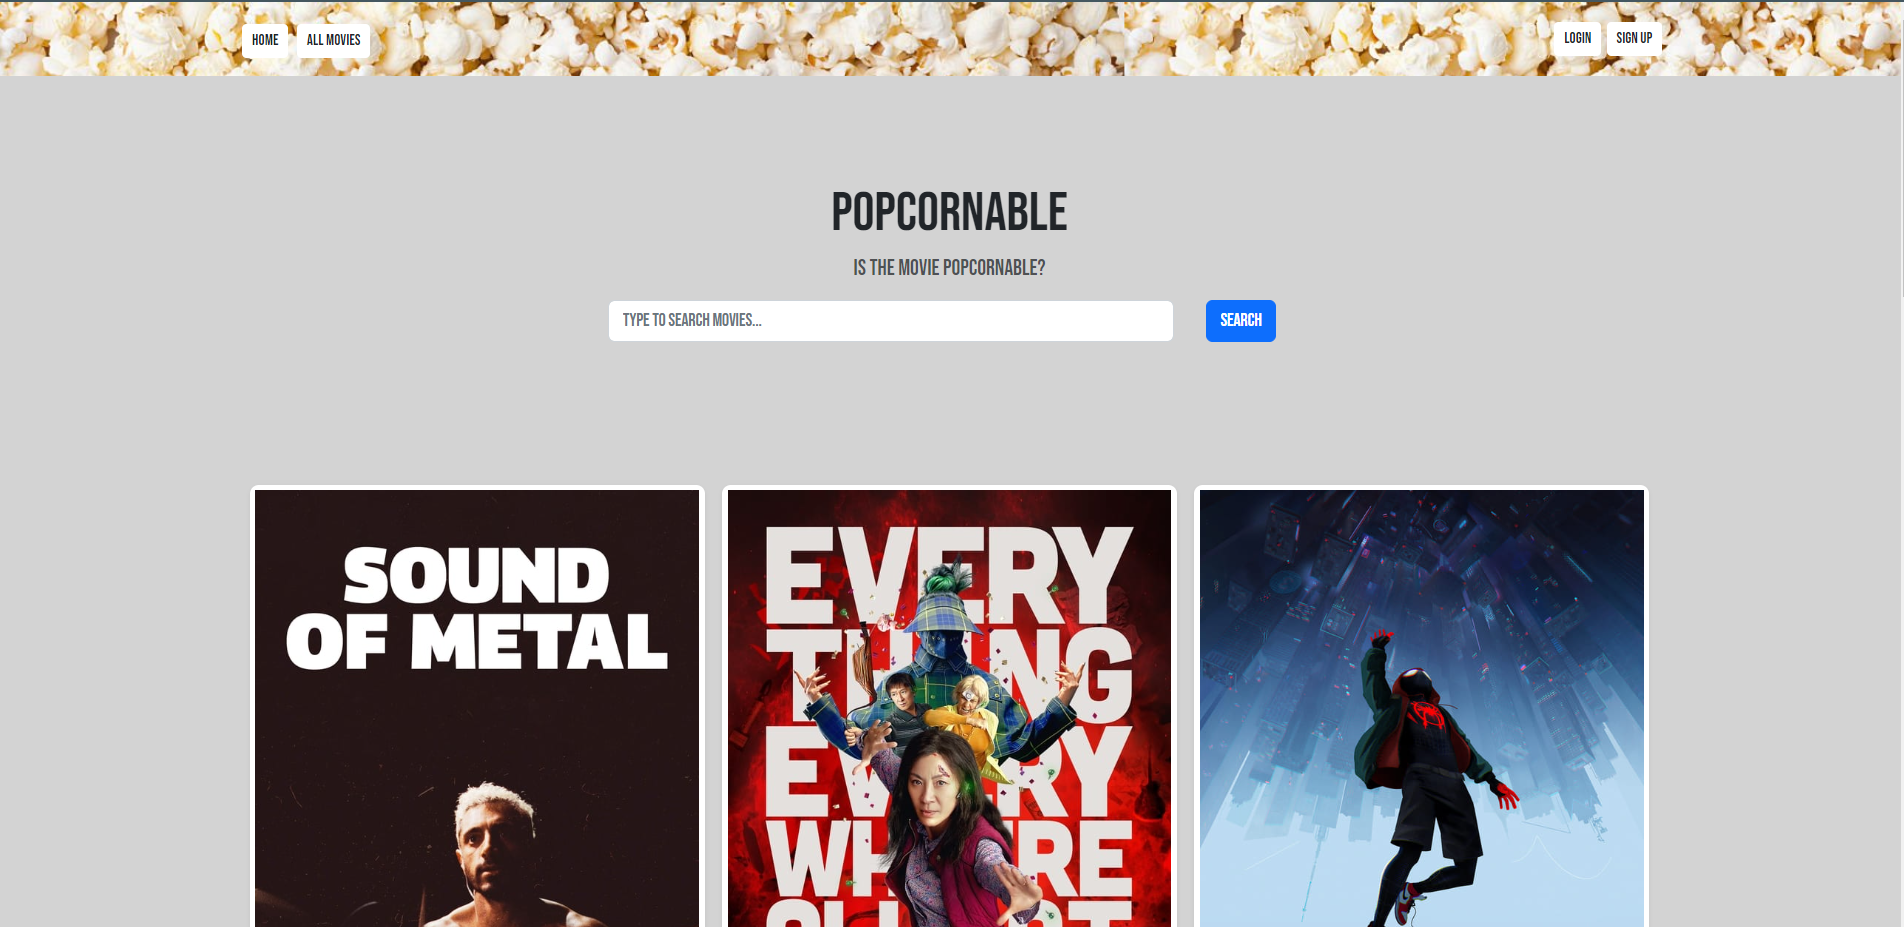 HOME
ALL MOVIES
LOGIN
SIGN UP
POPCORNABLE
IS THE MOVIE POPCORNABLE?
TYPE TO SEARCH MOVIES...
SEARCH
SOUND
OF METAL
EVERY
THING
EVERY
WHERE